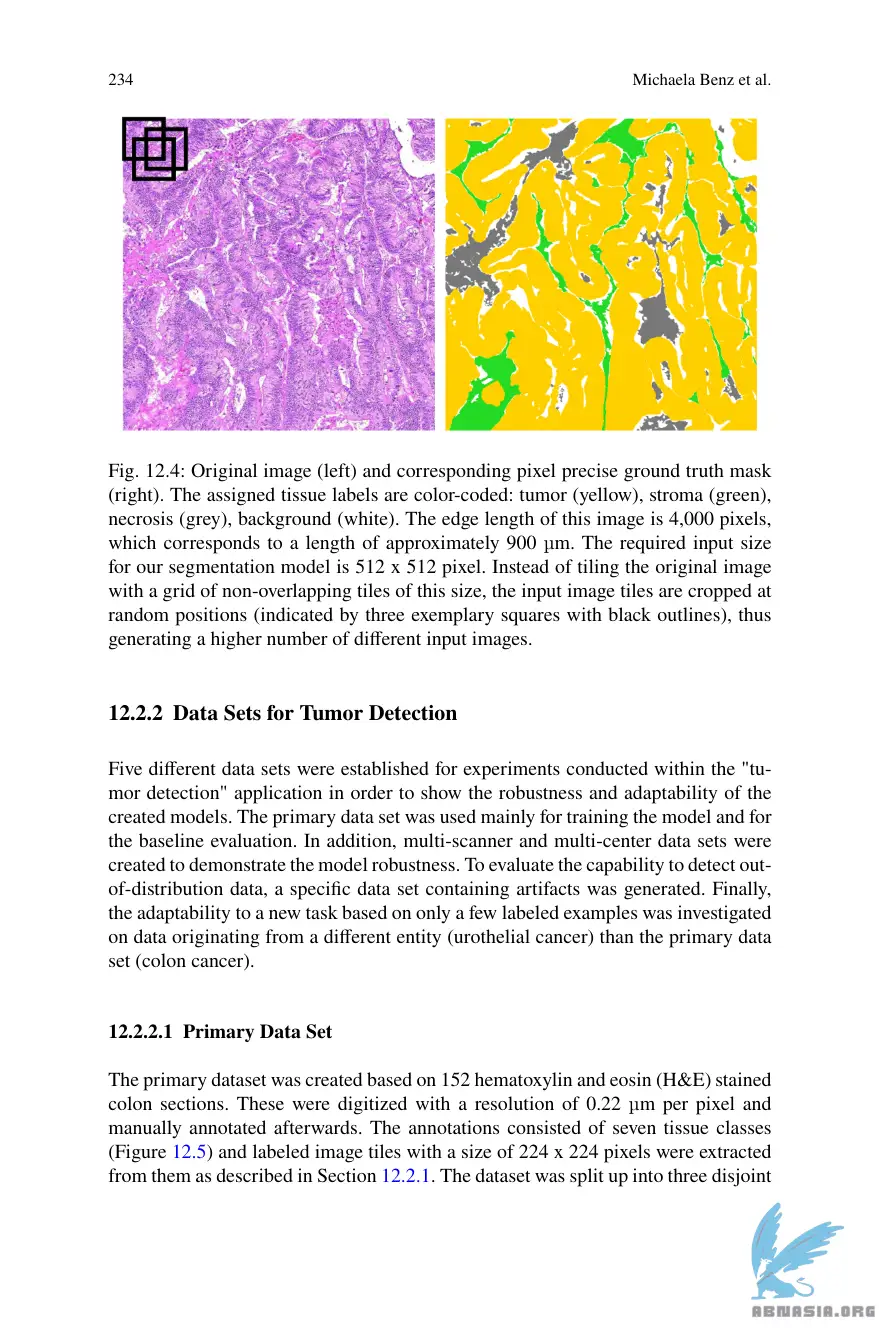 234
Michaela Benz et al.
Fig. 12.4: Original image (left) and corresponding pixel precise ground truth mask
(right). The assigned tissue labels are color-coded: tumor (yellow), stroma (green),
necrosis (grey), background (white). The edge length of this image is 4,000 pixels,
which corresponds to a length of approximately 900 µm. The required input size
for our segmentation model is 512 x 512 pixel. Instead of tiling the original image
with a grid of non-overlapping tiles of this size, the input image tiles are cropped at
random positions (indicated by three exemplary squares with black outlines), thus
generating a higher number of different input images.
12.2.2 Data Sets for Tumor Detection
Five different data sets were established for experiments conducted within the "tu-
mor detection" application in order to show the robustness and adaptability of the
created models. The primary data set was used mainly for training the model and for
the baseline evaluation. In addition, multi-scanner and multi-center data sets were
created to demonstrate the model robustness. To evaluate the capability to detect out-
of-distribution data, a specific data set containing artifacts was generated. Finally,
the adaptability to a new task based on only a few labeled examples was investigated
on data originating from a different entity (urothelial cancer) than the primary data
set (colon cancer).
12.2.2.1 Primary Data Set
The primary dataset was created based on 152 hematoxylin and eosin (H&E) stained
colon sections. These were digitized with a resolution of 0.22 µm per pixel and
manually annotated afterwards. The annotations consisted of seven tissue classes
(Figure 12.5) and labeled image tiles with a size of 224 x 224 pixels were extracted
from them as described in Section 12.2.1. The dataset was split up into three disjoint
ABNASIA.ORG